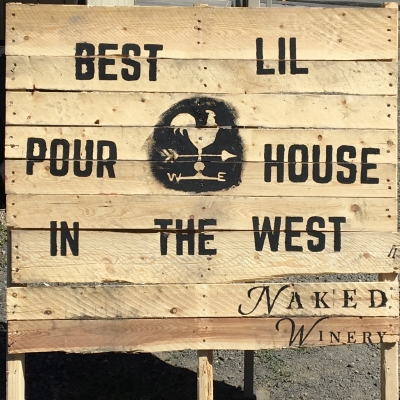 BEST LIL
W E
POUR HOUSE
IN THE WEST
NAKED
WINERY